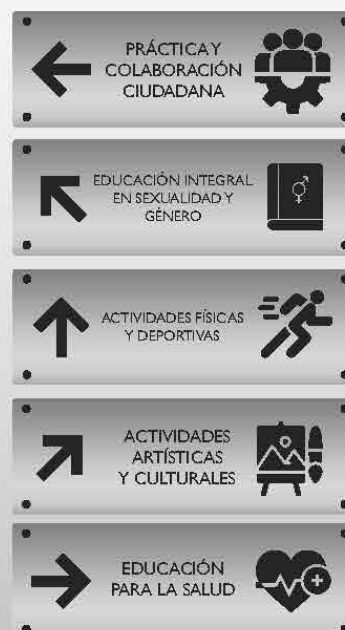 PRÁCTICA Y
COLABORACIÓN
CIUDADANA
EDUCACIÓN INTEGRAL
EN SEXUALIDAD Y
GÉNERO
ACTIVIDADES FÍSICAS
Y DEPORTIVAS
ACTIVIDADES
ARTÍSTICAS
Y CULTURALES
EDUCACIÓN
PARA LA SALUD